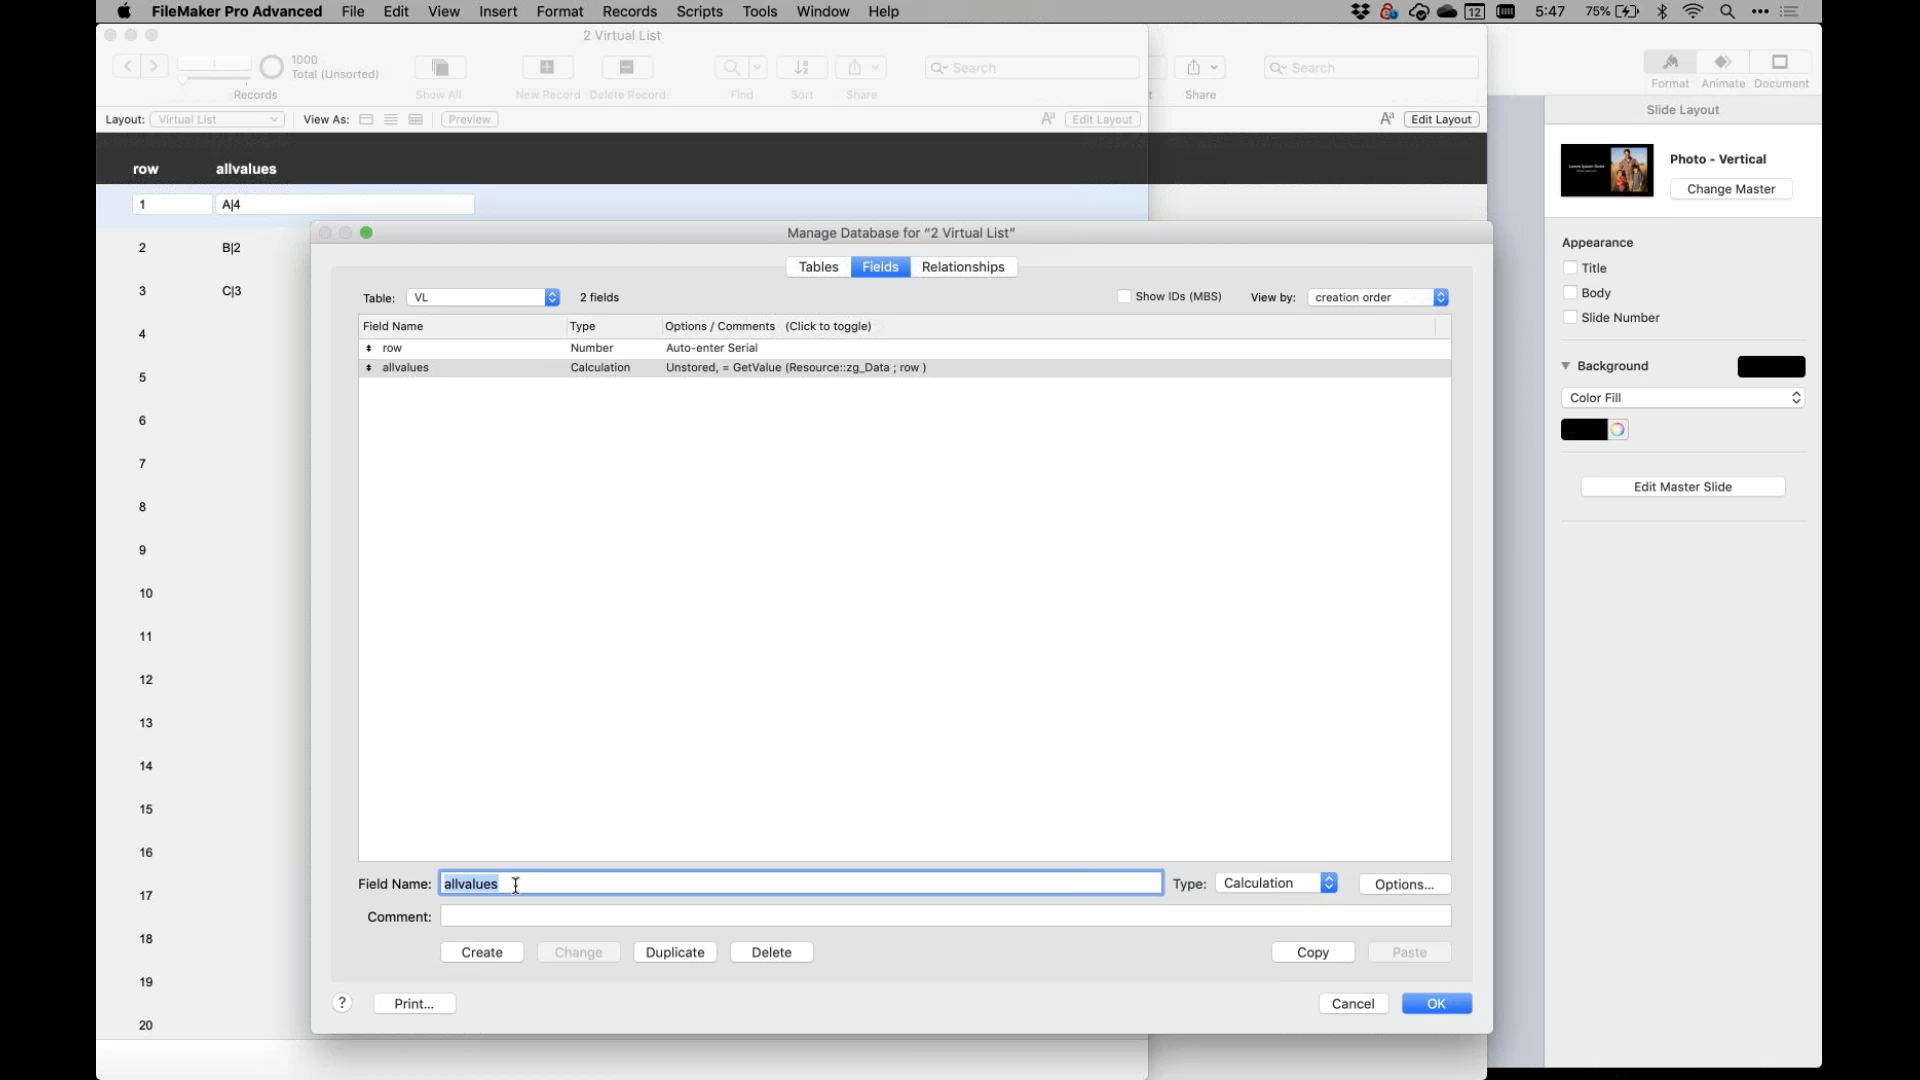 FileMaker Pro Advanced File Edit View Insert Format Records Scripts Tools Window Help 12 5:47 75%
2 Virtual List
1000
Total (Unsorted)
Records Show All New Record Delete Record Find Sort Share
Search
Share
Search
Format Animate Document
Layout: Virtual List View As: Preview Aa Edit Layout
Aa Edit Layout
Slide Layout
row allvalues
Photo - Vertical
Change Master
1 A|4
2 B|2
3 C|3
4
5
6
7
8
9
10
11
12
13
14
15
16
17
18
19
20
Manage Database for “2 Virtual List”
Tables Fields Relationships
Table: VL 2 fields Show IDs (MBS) View by: creation order
Field Name Type Options / Comments (Click to toggle)
row Number Auto-enter Serial
allvalues Calculation Unstored, = GetValue (Resource::zg_Data ; row )
Field Name: allvalues Type: Calculation Options...
Comment:
Create Change Duplicate Delete Copy Paste
? Print... Cancel OK
Appearance
Title
Body
Slide Number
Background
Color Fill
Edit Master Slide